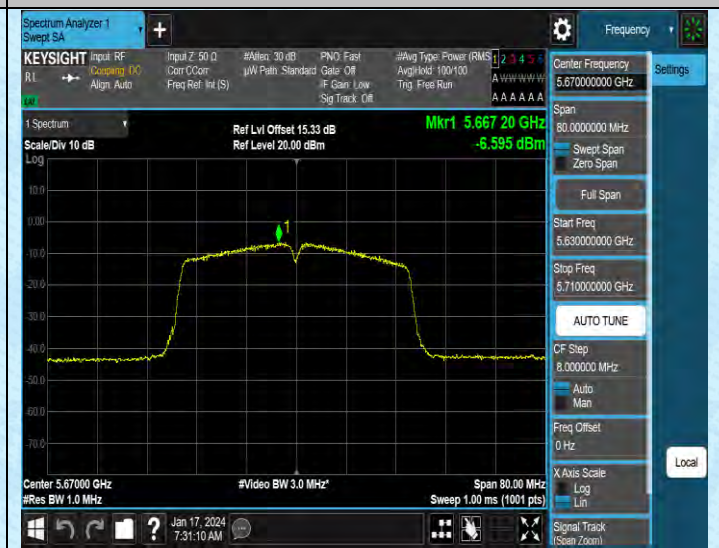 Spectrum Analyzer 1
Swept SA
+
Frequency
KEYSIGHT
Input: RF
Coupling: DC
Align: Auto
Input Z: 50 Ω
Corr CCorr
Freq Ref: Int (S)
#Atten: 30 dB
µW Path: Standard
PNO: Fast
Gate: Off
IF Gain: Low
Sig Track: Off
#Avg Type: Power (RMS
Avg|Hold: 100/100
Trig: Free Run
1 2 3 4 5 6
A W W W W W
A A A A A A
1 Spectrum
Scale/Div 10 dB
Log
Ref Lvl Offset 15.33 dB
Ref Level 20.00 dBm
Mkr1 5.667 20 GHz
-6.595 dBm
10.0
0.00
-10.0
-20.0
-30.0
-40.0
-50.0
-60.0
-70.0
1
Center 5.67000 GHz
#Res BW 1.0 MHz
#Video BW 3.0 MHz*
Span 80.00 MHz
Sweep 1.00 ms (1001 pts)
Jan 17, 2024
7:31:10 AM
?
Center Frequency
5.670000000 GHz
Settings
Span
80.0000000 MHz
Swept Span
Zero Span
Full Span
Start Freq
5.630000000 GHz
Stop Freq
5.710000000 GHz
AUTO TUNE
CF Step
8.000000 MHz
Auto
Man
Freq Offset
0 Hz
X Axis Scale
Log
Lin
Local
Signal Track
(Span Zoom)